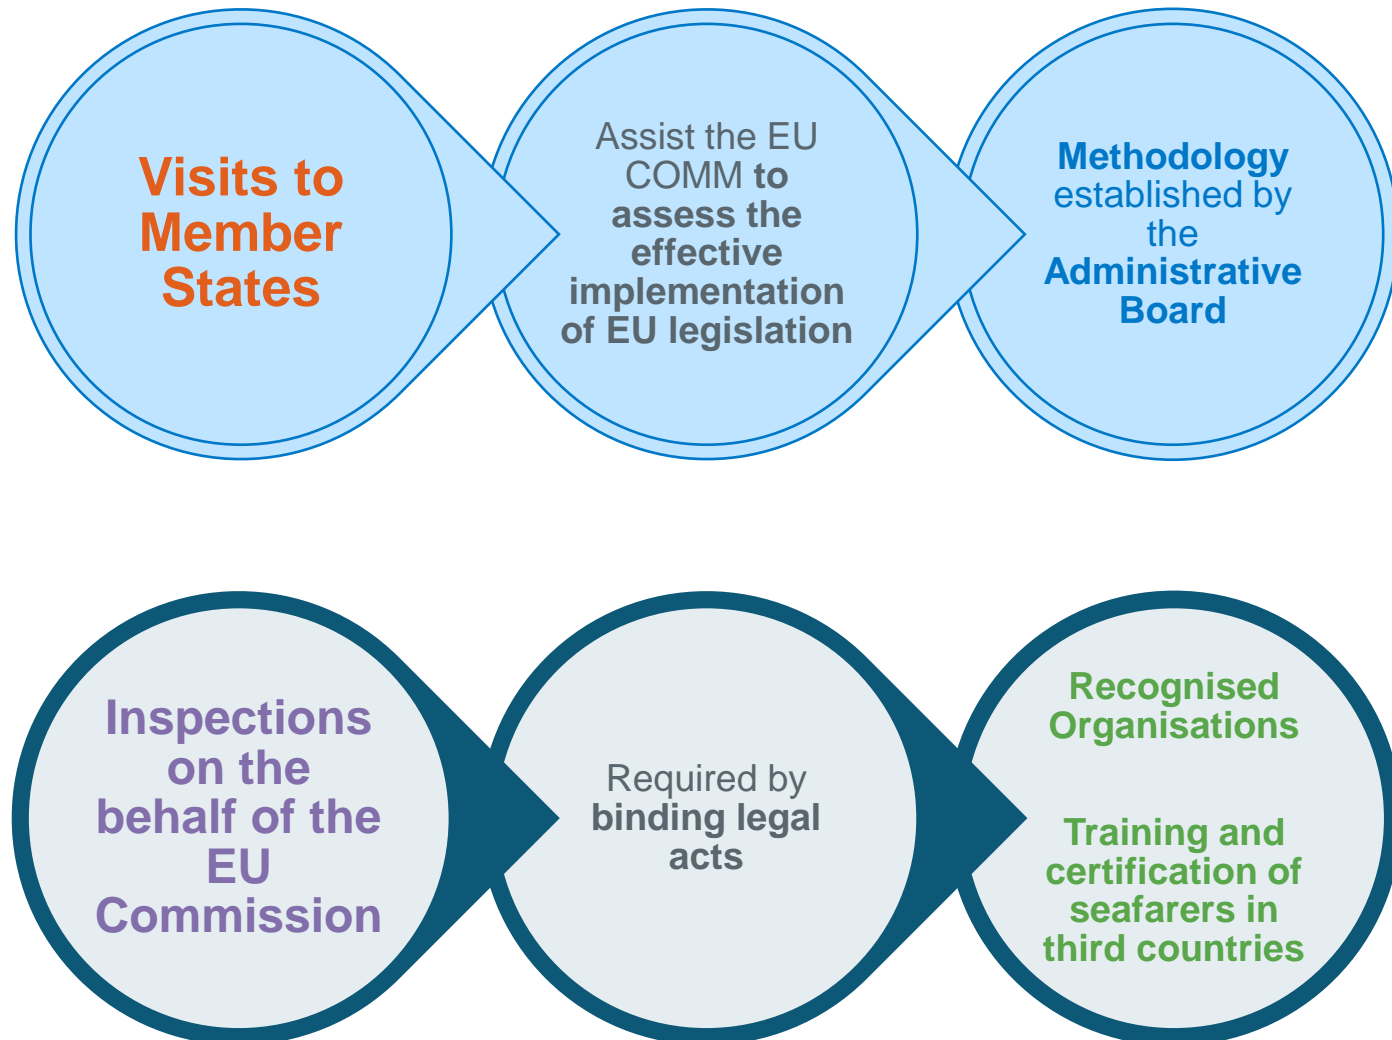 Visits to
Member
States
Assist the EU
COMM to
assess the
effective
implementation
of EU legislation
Methodology
established by
the
Administrative
Board
Inspections
on the
behalf of the
EU
Commission
Required by
binding legal
acts
Recognised
Organisations
Training and
certification of
seafarers in
third countries